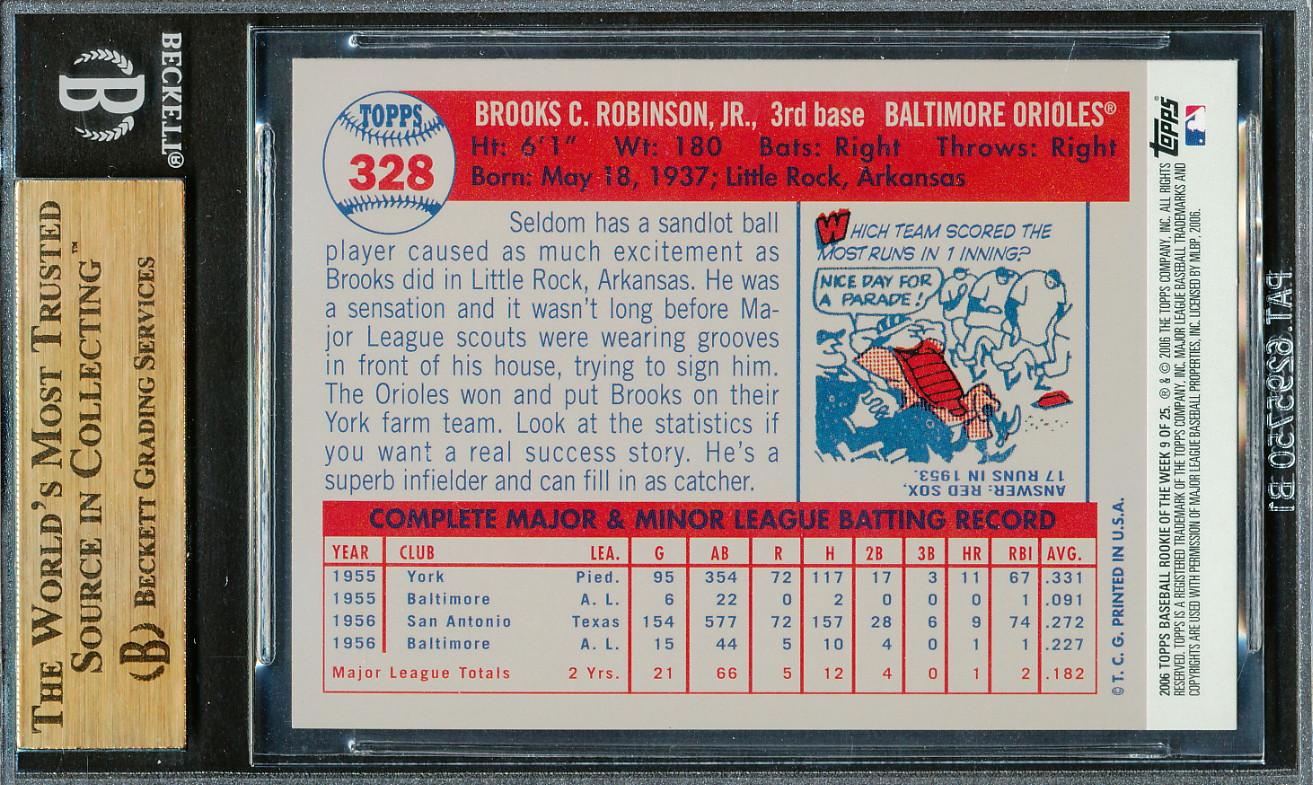 BECKETT®
B
THE WORLD'S MOST TRUSTED
SOURCE IN COLLECTING™
B BECKETT GRADING SERVICES
TOPPS
328
BROOKS C. ROBINSON, JR., 3rd base BALTIMORE ORIOLES®
Ht: 6'1" Wt: 180 Bats: Right Throws: Right
Born: May 18, 1937; Little Rock, Arkansas
Seldom has a sandlot ball
player caused as much excitement as
Brooks did in Little Rock, Arkansas. He was
a sensation and it wasn't long before Ma-
jor League scouts were wearing grooves
in front of his house, trying to sign him.
The Orioles won and put Brooks on their
York farm team. Look at the statistics if
you want a real success story. He's a
superb infielder and can fill in as catcher.
WHICH TEAM SCORED THE
MOST RUNS IN 1 INNING?
NICE DAY FOR
A PARADE!
ANSWER: RED SOX,
17 RUNS IN 1953.
COMPLETE MAJOR & MINOR LEAGUE BATTING RECORD
YEAR CLUB LEA. G AB R H 2B 3B HR RBI AVG.
1955 York Pied. 95 354 72 117 17 3 11 67 .331
1955 Baltimore A. L. 6 22 0 2 0 0 0 1 .091
1956 San Antonio Texas 154 577 72 157 28 6 9 74 .272
1956 Baltimore A. L. 15 44 5 10 4 0 1 1 .227
Major League Totals 2 Yrs. 21 66 5 12 4 0 1 2 .182
© T. C. G. PRINTED IN U.S.A.
topps®
2006 TOPPS BASEBALL ROOKIE OF THE WEEK 9 OF 25. ® & © 2006 THE TOPPS COMPANY, INC. ALL RIGHTS
RESERVED. TOPPS IS A REGISTERED TRADEMARK OF THE TOPPS COMPANY, INC. MAJOR LEAGUE BASEBALL TRADEMARKS AND
COPYRIGHTS ARE USED WITH PERMISSION OF MAJOR LEAGUE BASEBALL PROPERTIES, INC. LICENSED BY MLBP, 2006.
PAT. 6295750 B1